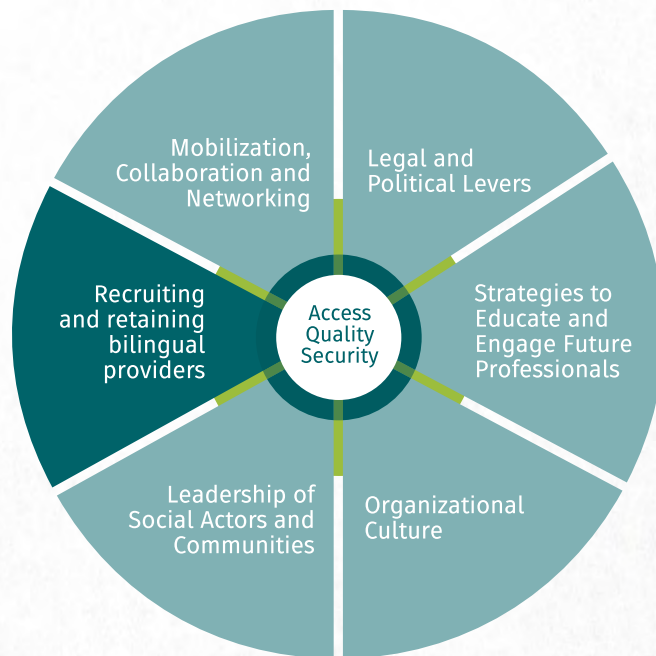 Mobilization,
Collaboration and
Networking
Legal and
Political Levers
Recruiting
and retaining
bilingual
providers
Access
Quality
Security
Strategies to
Educate and
Engage Future
Professionals
Leadership of
Social Actors and
Communities
Organizational
Culture